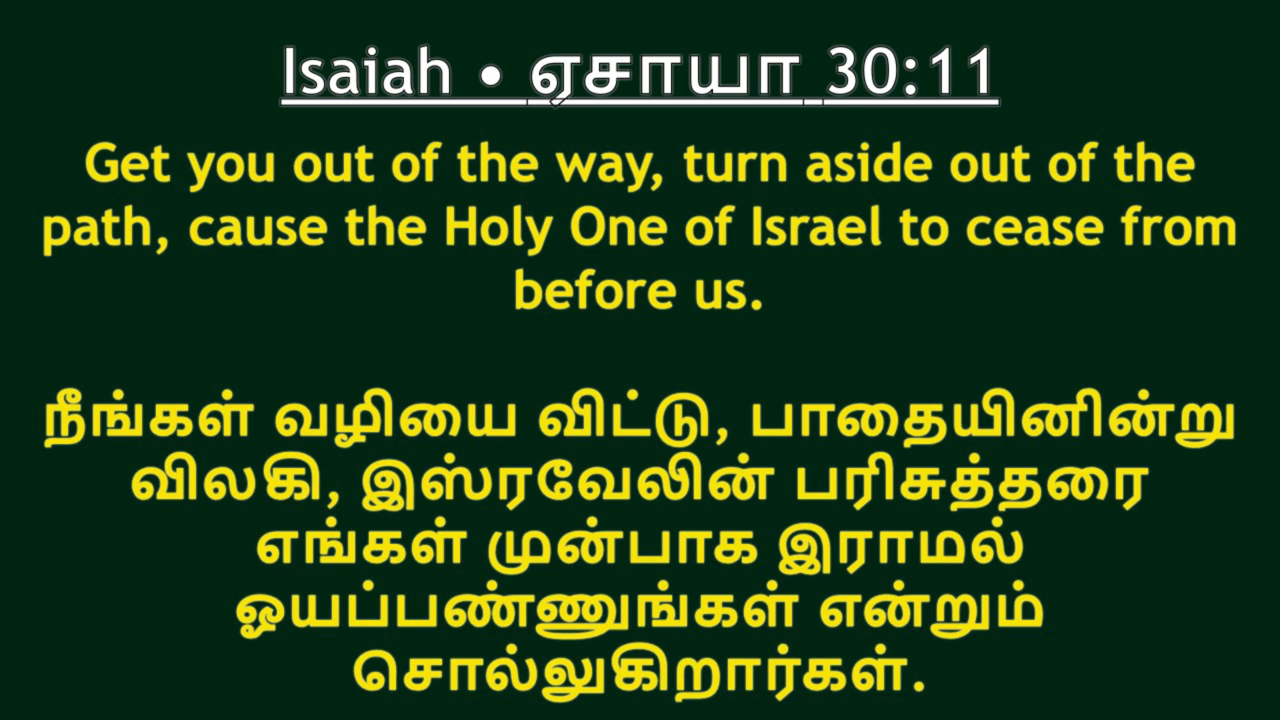 Isaiah • ஏசாயா 30:11
Get you out of the way, turn aside out of the
path, cause the Holy One of Israel to cease from
before us.
நீங்கள் வழியை விட்டு, பாதையினின்று
விலகி, இஸ்ரவேலின் பரிசுத்தரை
எங்கள் முன்பாக இராமல்
ஓயப்பண்ணுங்கள் என்றும்
சொல்லுகிறார்கள்.